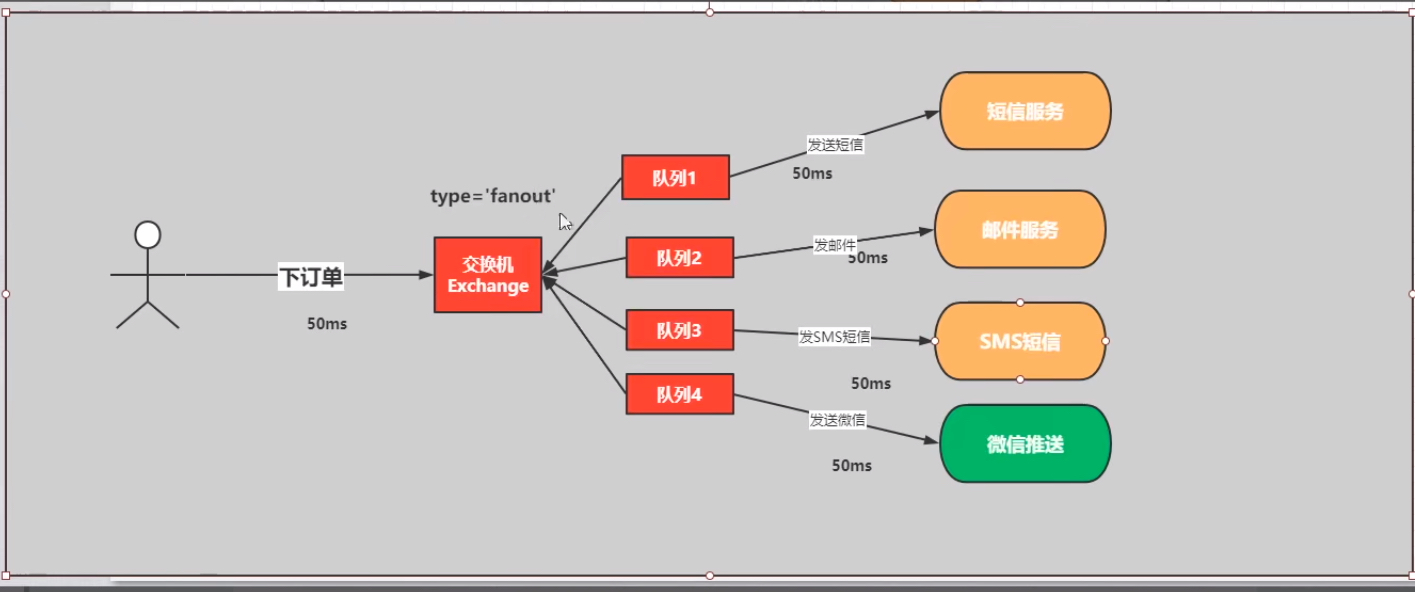 短信服务
发送短信
队列1
50ms
type='fanout'
邮件服务
发邮件
队列2
50ms
交换机
Exchange
下订单
50ms
队列3
发SMS短信
SMS短信
50ms
队列4
发送微信
微信推送
50ms